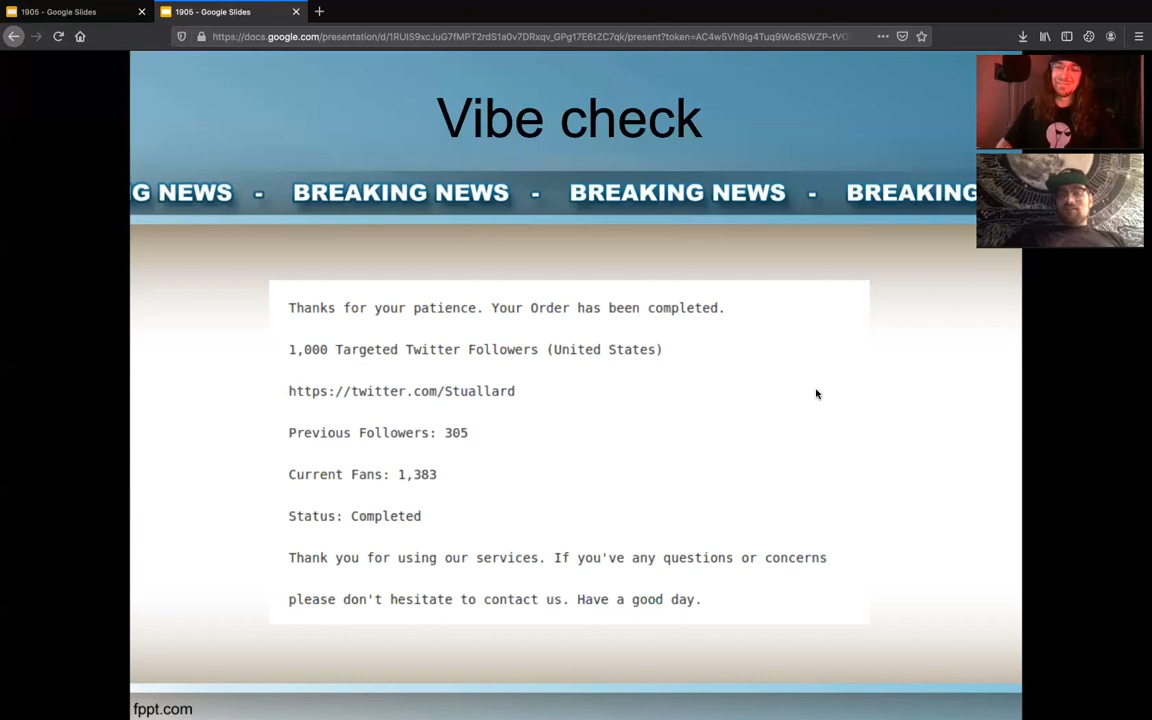 1905 - Google Slides
1905 - Google Slides
Vibe check
G NEWS - BREAKING NEWS - BREAKING NEWS - BREAKING
Thanks for your patience. Your Order has been completed.
1,000 Targeted Twitter Followers (United States)
https://twitter.com/Stuallard
Previous Followers: 305
Current Fans: 1,383
Status: Completed
Thank you for using our services. If you've any questions or concerns
please don't hesitate to contact us. Have a good day.
fppt.com